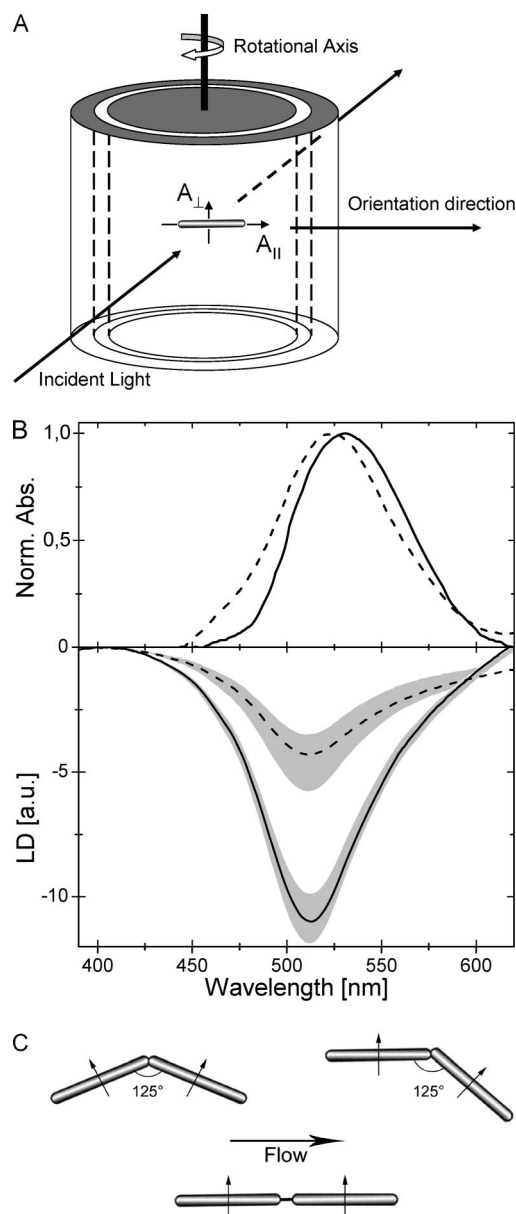 A
Rotational Axis
A⊥
Orientation direction
A||
Incident Light
B
1,0
Norm. Abs.
0,5
0
-5
LD [a.u.]
-10
400 450 500 550 600
Wavelength [nm]
C
125°
125°
Flow